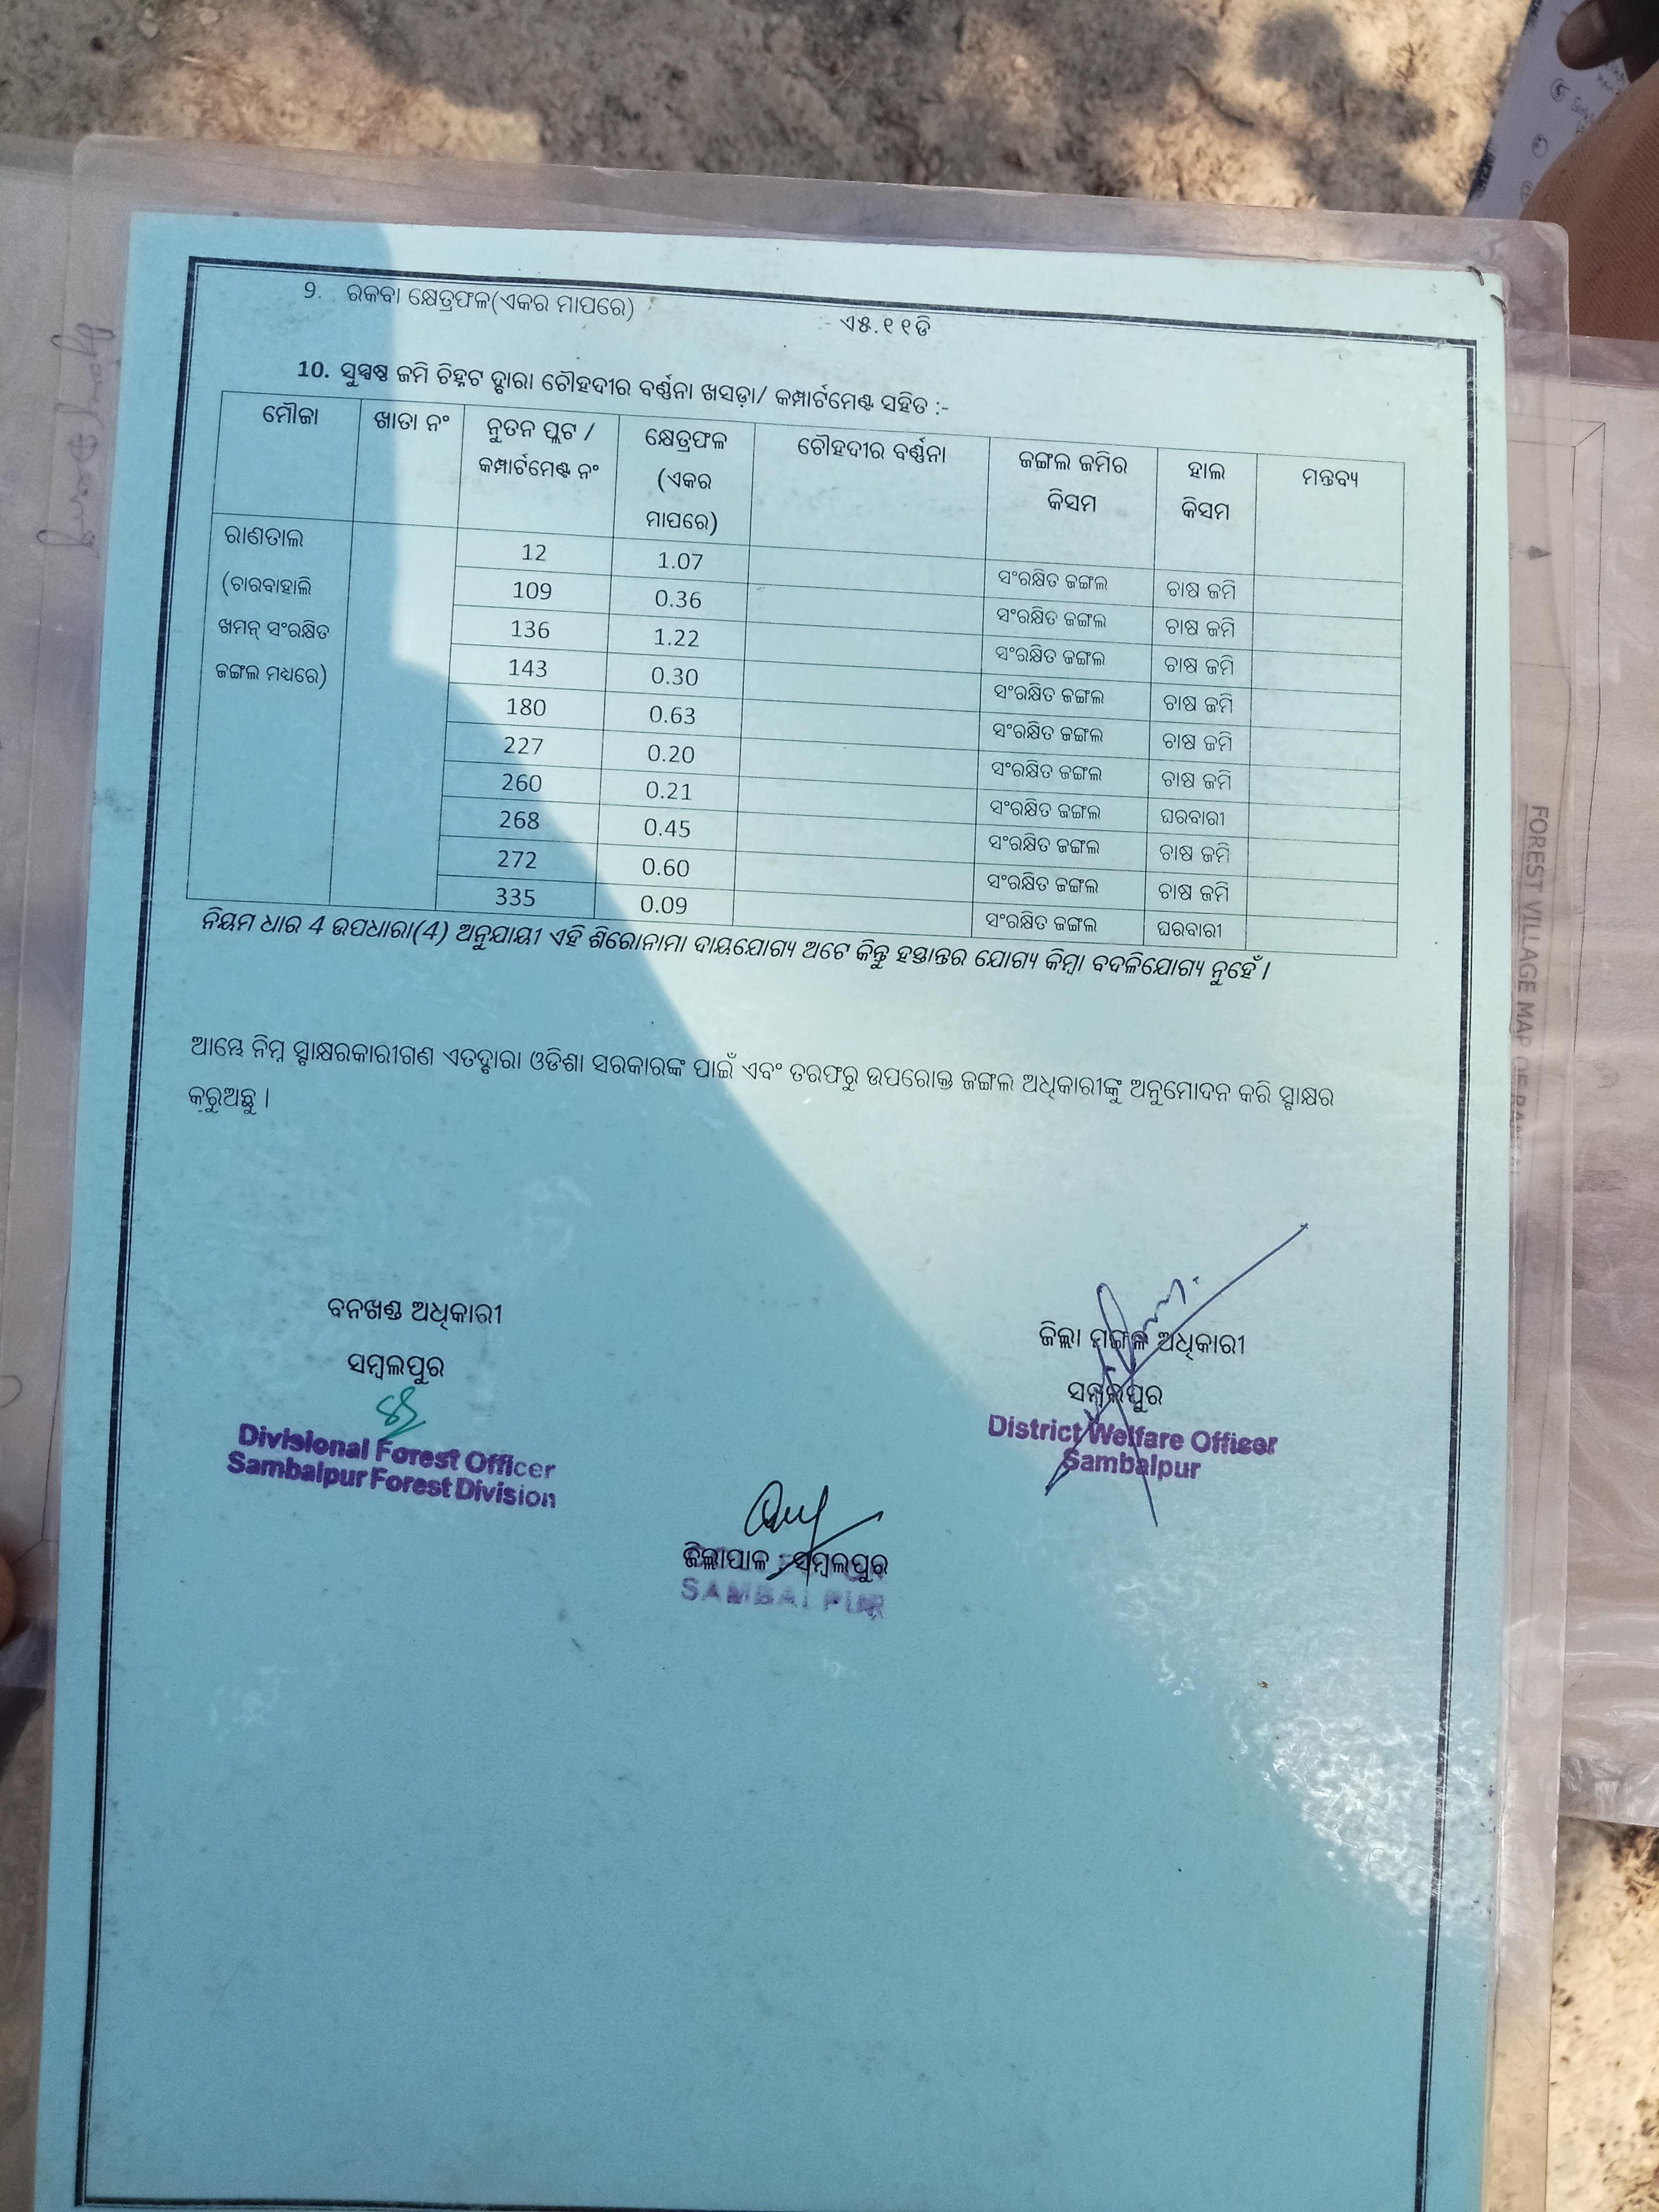 9. ରକବା କ୍ଷେତ୍ରଫଳ(ଏକର ମାପରେ) - ଏ୫.୧୧ଡି
10. ସୁସ୍ପଷ୍ଟ ଜମି ଚିହ୍ନଟ ଦ୍ୱାରା ଚୌହଦୀର ବର୍ଣ୍ଣନା ଖସଡ଼ା/ କମ୍ପାର୍ଟମେଣ୍ଟ ସହିତ :-
ମୌଜା ଖାତା ନଂ ନୁତନ ପ୍ଲଟ / କମ୍ପାର୍ଟମେଣ୍ଟ ନଂ କ୍ଷେତ୍ରଫଳ (ଏକର ମାପରେ) ଚୌହଦୀର ବର୍ଣ୍ଣନା ଜଙ୍ଗଲ ଜମିର କିସମ ହାଲ କିସମ ମନ୍ତବ୍ୟ
ରାଣତାଲ
(ଚାରବାହାଲି
ଖମନ୍ ସଂରକ୍ଷିତ
ଜଙ୍ଗଲ ମଧ୍ୟରେ)
12 1.07 ସଂରକ୍ଷିତ ଜଙ୍ଗଲ ଚାଷ ଜମି
109 0.36 ସଂରକ୍ଷିତ ଜଙ୍ଗଲ ଚାଷ ଜମି
136 1.22 ସଂରକ୍ଷିତ ଜଙ୍ଗଲ ଚାଷ ଜମି
143 0.30 ସଂରକ୍ଷିତ ଜଙ୍ଗଲ ଚାଷ ଜମି
180 0.63 ସଂରକ୍ଷିତ ଜଙ୍ଗଲ ଚାଷ ଜମି
227 0.20 ସଂରକ୍ଷିତ ଜଙ୍ଗଲ ଚାଷ ଜମି
260 0.21 ସଂରକ୍ଷିତ ଜଙ୍ଗଲ ଘରବାରୀ
268 0.45 ସଂରକ୍ଷିତ ଜଙ୍ଗଲ ଚାଷ ଜମି
272 0.60 ସଂରକ୍ଷିତ ଜଙ୍ଗଲ ଚାଷ ଜମି
335 0.09 ସଂରକ୍ଷିତ ଜଙ୍ଗଲ ଘରବାରୀ
ନିୟମ ଧାର 4 ଉପଧାରା(4) ଅନୁଯାୟୀ ଏହି ଶିରୋନାମା ଦାୟଯୋଗ୍ୟ ଅଟେ କିନ୍ତୁ ହସ୍ତାନ୍ତର ଯୋଗ୍ୟ କିମ୍ବା ବଦଳିଯୋଗ୍ୟ ନୁହେଁ ।
ଆମ୍ଭେ ନିମ୍ନ ସ୍ୱାକ୍ଷରକାରୀଗଣ ଏତଦ୍ୱାରା ଓଡିଶା ସରକାରଙ୍କ ପାଇଁ ଏବଂ ତରଫରୁ ଉପରୋକ୍ତ ଜଙ୍ଗଲ ଅଧିକାରୀଙ୍କୁ ଅନୁମୋଦନ କରି ସ୍ୱାକ୍ଷର
କରୁଅଛୁ ।
ବନଖଣ୍ଡ ଅଧିକାରୀ
ସମ୍ବଲପୁର
Divisional Forest Officer
Sambalpur Forest Division
ଜିଲ୍ଲା ମଙ୍ଗଳ ଅଧିକାରୀ
ସମ୍ବଲପୁର
District Welfare Officer
Sambalpur
ଜିଲ୍ଲାପାଳ , ସମ୍ବଲପୁର
SAMBALPUR
FOREST VILLAGE MAP OF